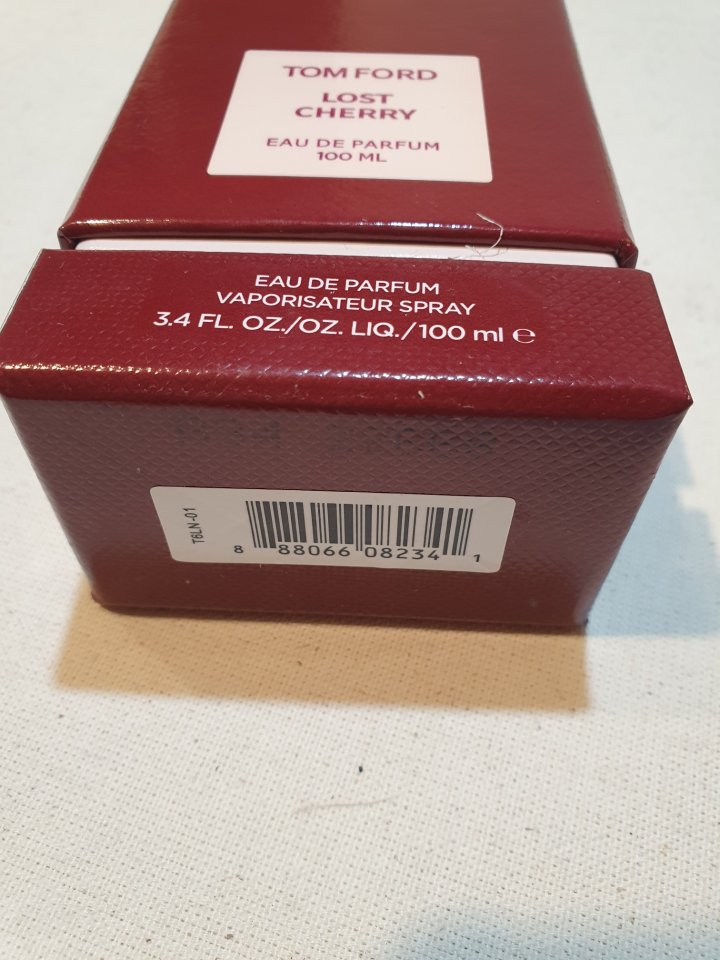 TOM FORD
LOST
CHERRY
EAU DE PARFUM
100 ML
EAU DE PARFUM
VAPORISATEUR SPRAY
3.4 FL. OZ./OZ. LIQ./100 ml ℮
T6LN-01
8 88066 08234 1